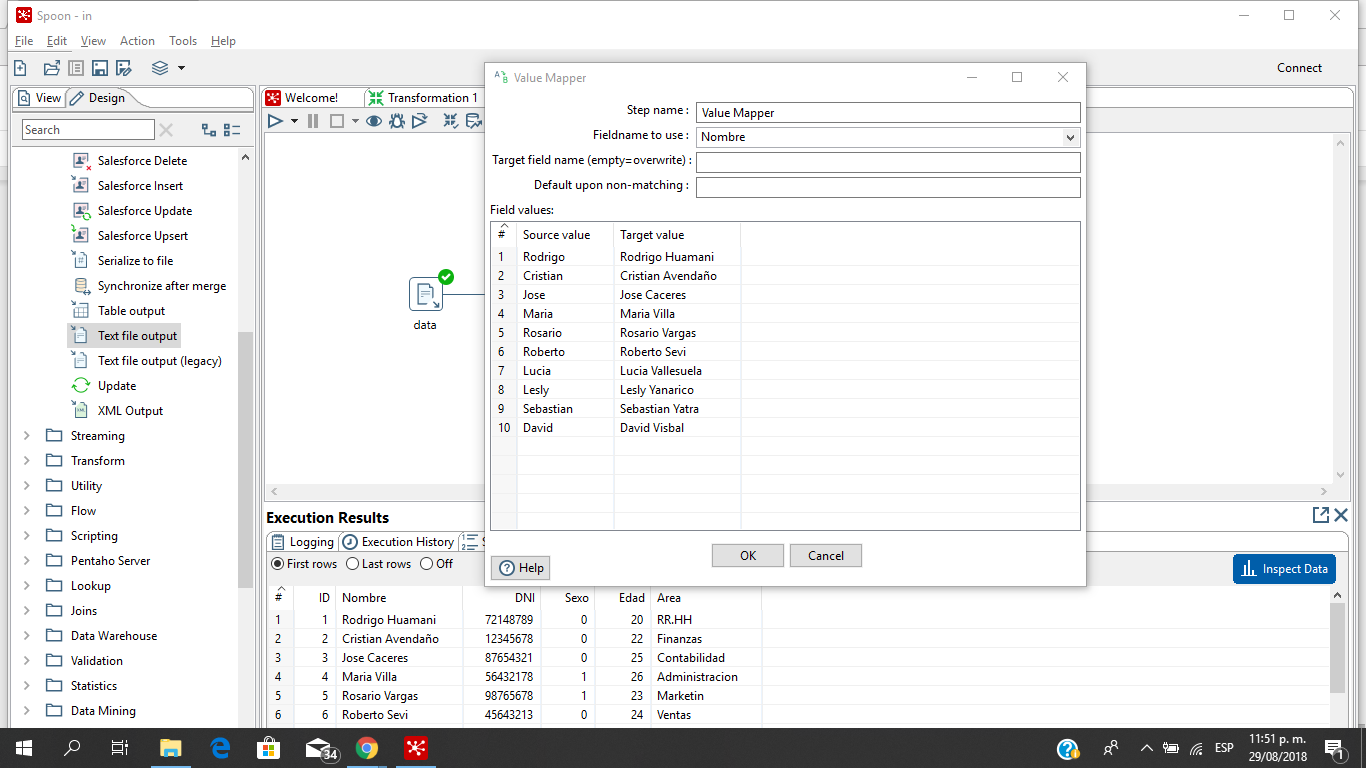 Spoon - in
File Edit View Action Tools Help
Connect
View Design
Search
Salesforce Delete
Salesforce Insert
Salesforce Update
Salesforce Upsert
Serialize to file
Synchronize after merge
Table output
Text file output
Text file output (legacy)
Update
XML Output
Streaming
Transform
Utility
Flow
Scripting
Pentaho Server
Lookup
Joins
Data Warehouse
Validation
Statistics
Data Mining
Welcome! Transformation 1
data
Value Mapper
Step name : Value Mapper
Fieldname to use : Nombre
Target field name (empty=overwrite) :
Default upon non-matching :
Field values:
# Source value Target value
1 Rodrigo Rodrigo Huamani
2 Cristian Cristian Avendaño
3 Jose Jose Caceres
4 Maria Maria Villa
5 Rosario Rosario Vargas
6 Roberto Roberto Sevi
7 Lucia Lucia Vallesuela
8 Lesly Lesly Yanarico
9 Sebastian Sebastian Yatra
10 David David Visbal
OK Cancel
Help
Execution Results
Logging Execution History
First rows Last rows Off
Inspect Data
# ID Nombre DNI Sexo Edad Area
1 1 Rodrigo Huamani 72148789 0 20 RR.HH
2 2 Cristian Avendaño 12345678 0 22 Finanzas
3 3 Jose Caceres 87654321 0 25 Contabilidad
4 4 Maria Villa 56432178 1 26 Administracion
5 5 Rosario Vargas 98765678 1 23 Marketin
6 6 Roberto Sevi 45643213 0 24 Ventas
34
ESP
11:51 p. m.
29/08/2018
1